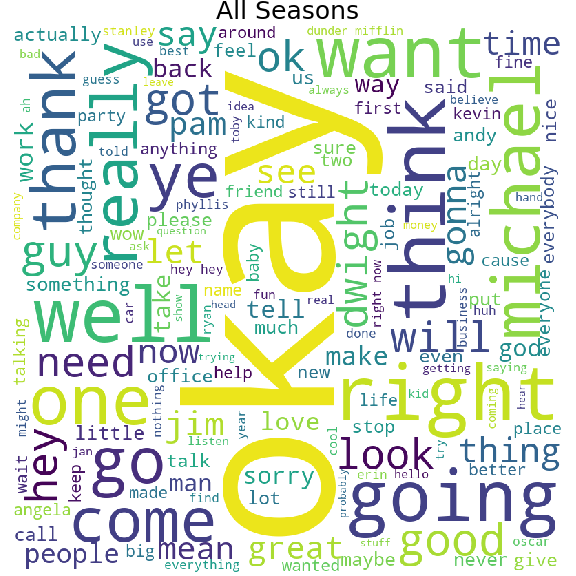 All Seasons
actually
stanley
say
around
dunder mifflin
want
time
bad
use
best
feel
ok
us
always
way
said
fine
guess
back
leave
believe
thank
really
ah
party
got
idea
first
kevin
nice
work
told
pam
toby
kind
think
andy
michael
anything
sure
two
see
day
thought
ye
Okay
friend
still
today
gonna
alright
hand
everybody
company
phyllis
money
wow
please
question
job
guy
ask
let
dwight
cause
someone
hey hey
baby
right now
hi
something
take
name
fun
real
put
huh
everyone
well
car
show
ryan
head
tell
much
done
will
business
god
talking
need
now
trying
make
even
getting
saying
office
help
new
one
nothing
jim
life
right
kid
coming
hear
might
little
year
love
stop
place
hey
jan
listen
cool
look
try
thing
wait
keep
go
talk
sorry
probably
erin
hello
better
made
man
find
lot
going
angela
come
call
great
stuff
good
oscar
people
big
mean
everything
wanted
maybe
never
give